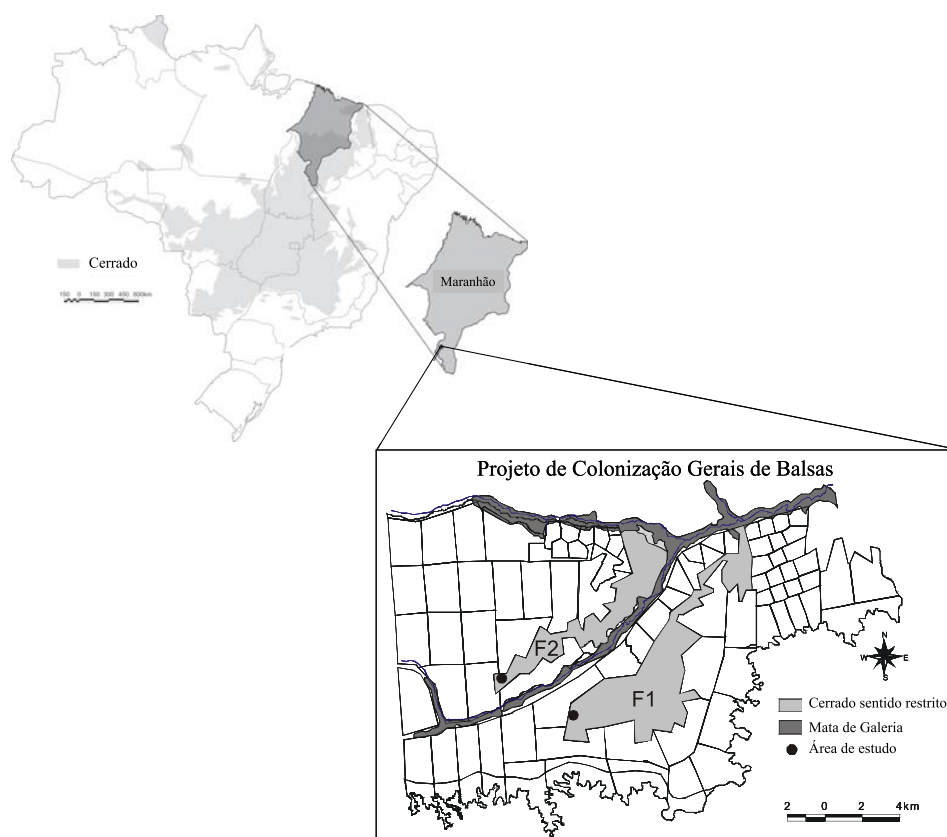 Cerrado
150 0 150 300 450 600km
Maranhão
Projeto de Colonização Gerais de Balsas
F2
F1
N
W E
S
Cerrado sentido restrito
Mata de Galeria
Área de estudo
2 0 2 4 km